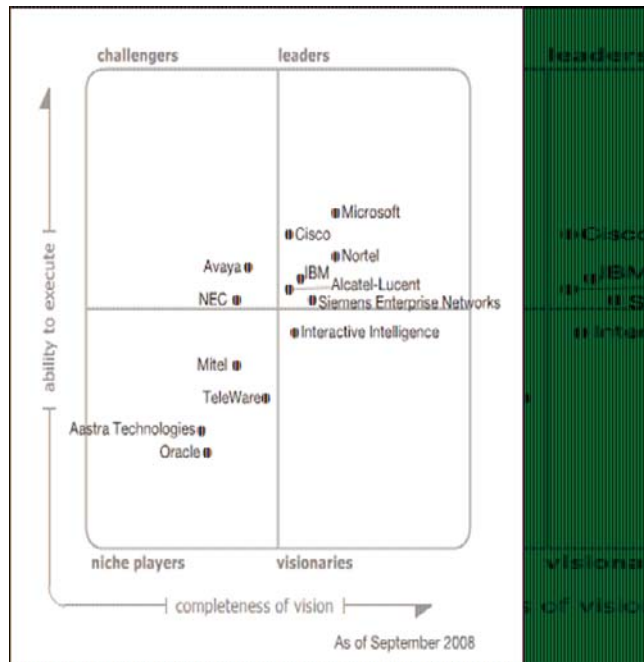 challengers leaders leaders
Microsoft
Cisco Cisco
Nortel
Avaya IBM IBM
Alcatel-Lucent
NEC Siemens Enterprise Networks S
Interactive Intelligence Inter
Mitel
TeleWare
Aastra Technologies
Oracle
ability to execute
niche players visionaries visiona
completeness of vision s of vision
As of September 2008